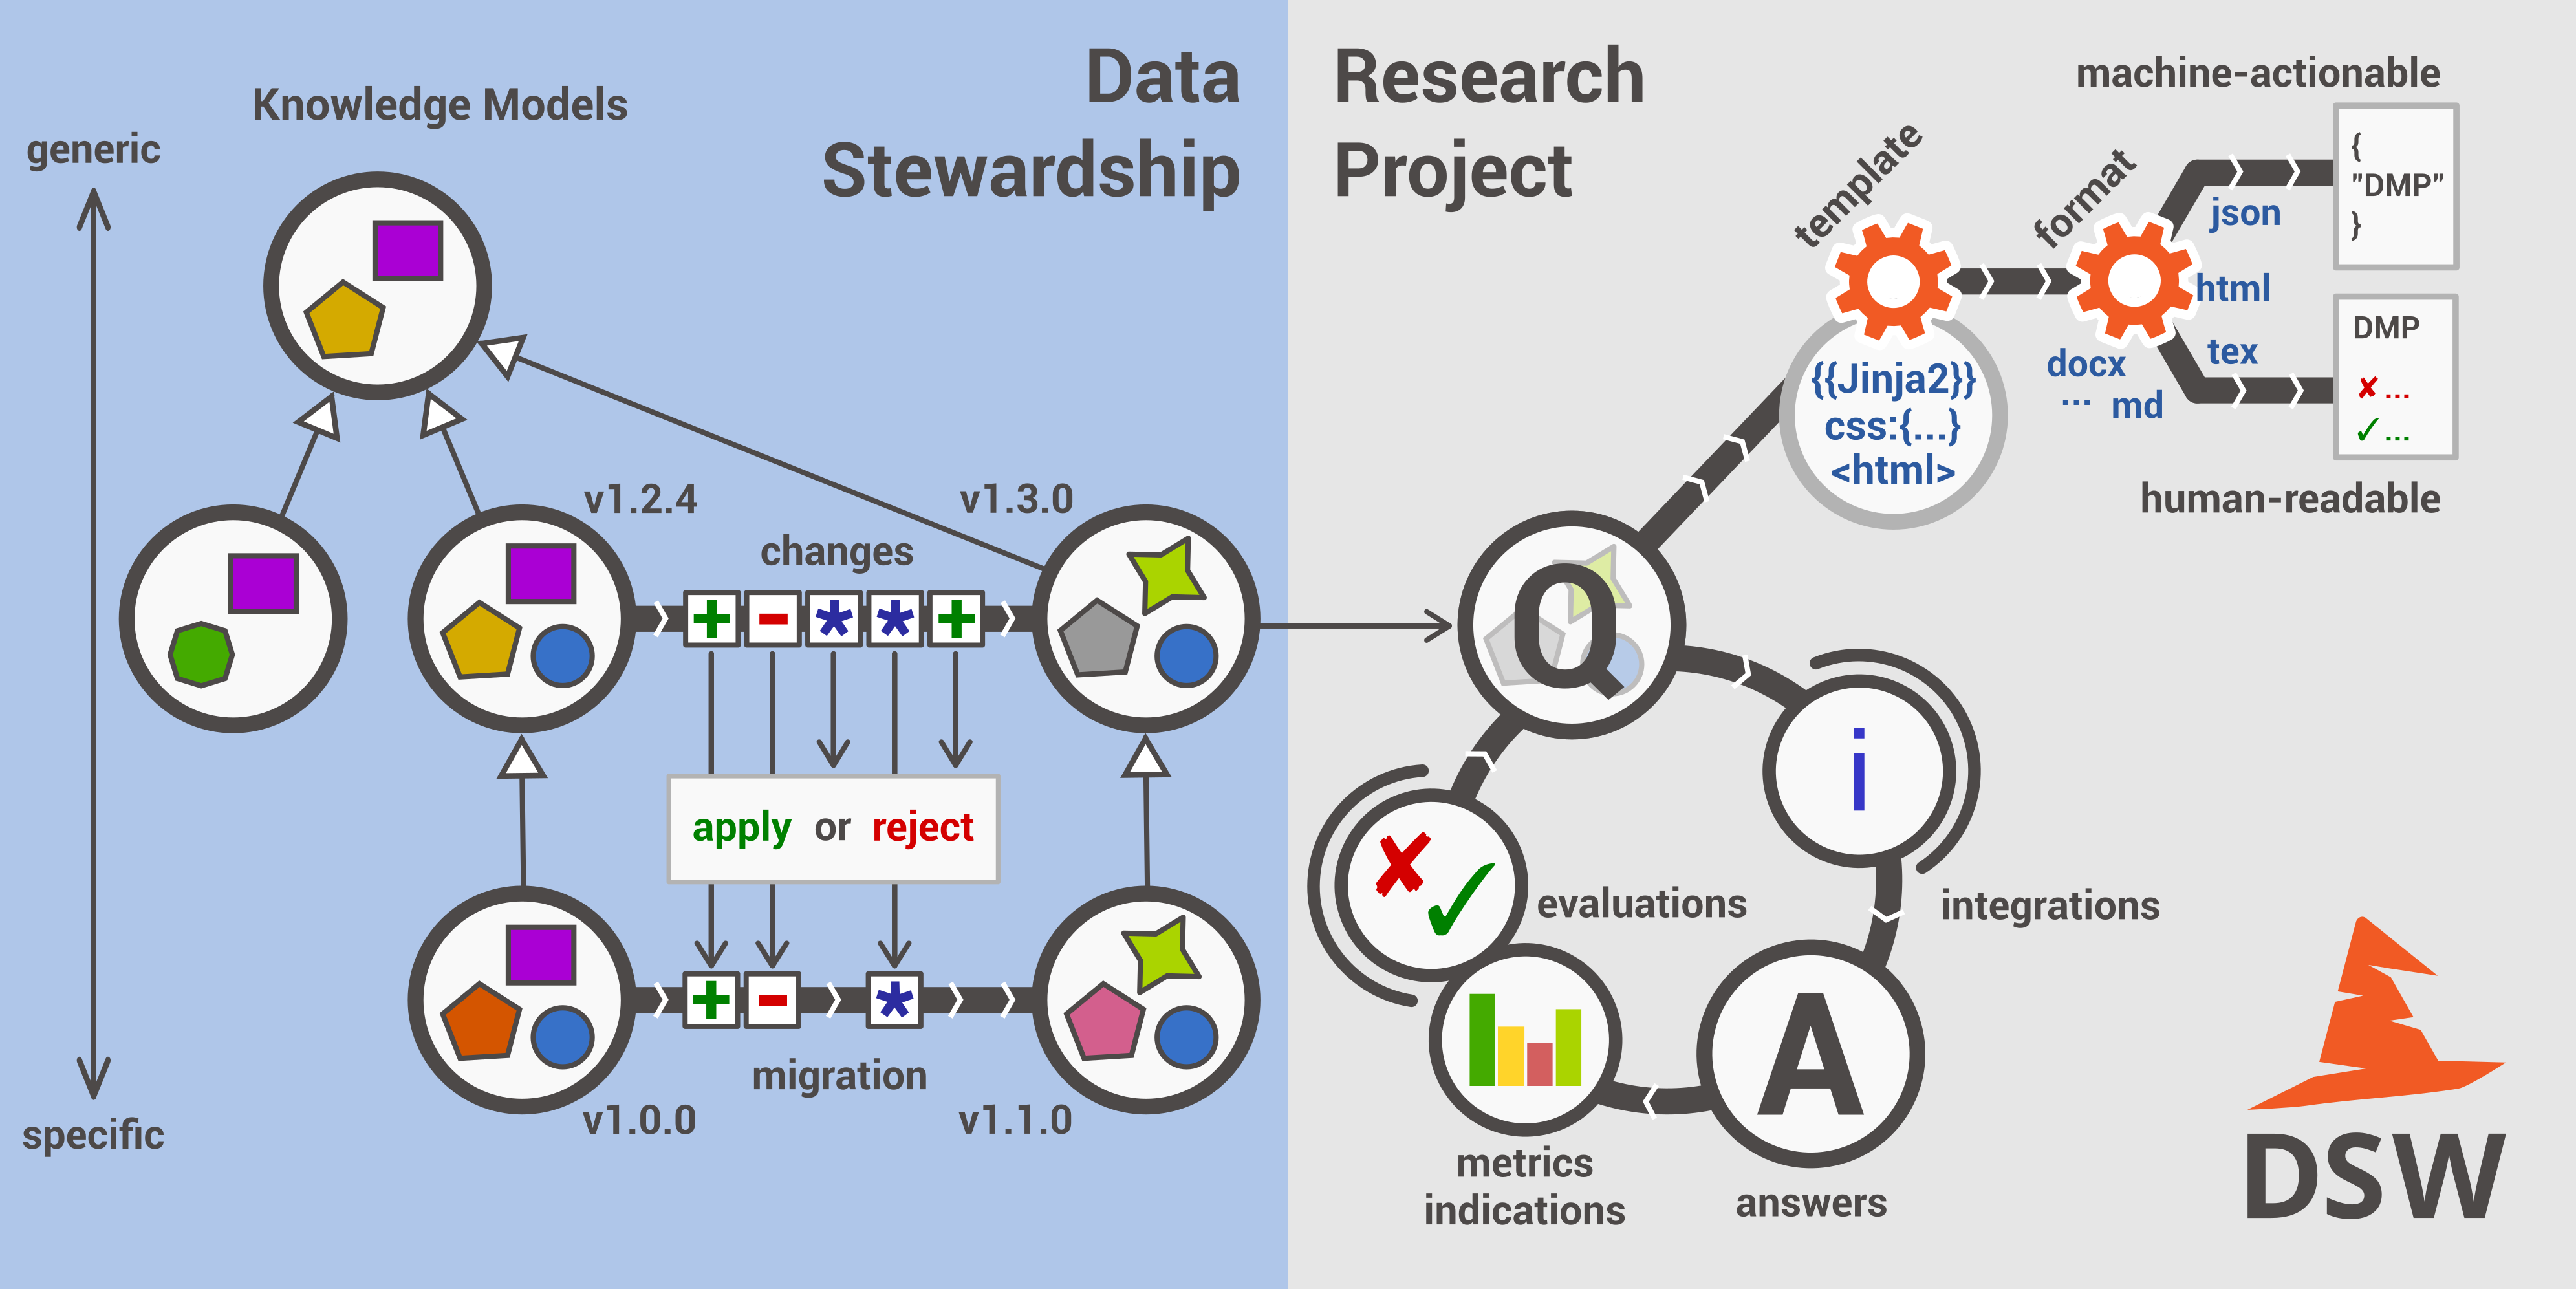 Data
Stewardship
Knowledge Models
generic
v1.2.4
v1.3.0
changes
+ - * * +
apply or reject
+ - *
migration
v1.0.0
v1.1.0
specific
Research
Project
template
format
machine-actionable
{
"DMP"
}
json
html
tex
docx
... md
DMP
✘ ...
✓ ...
human-readable
{{Jinja2}}
css:{...}
<html>
Q
i
integrations
✘ ✓
evaluations
A
answers
metrics
indications
DSW